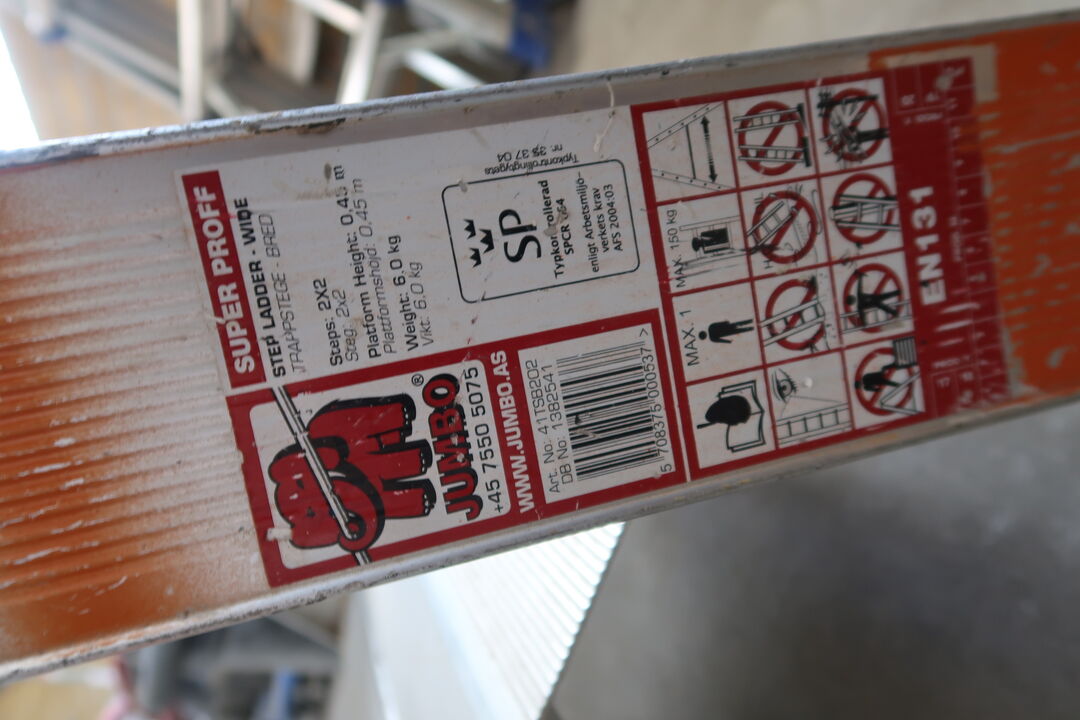 SUPER PROFF
STEP LADDER - WIDE
TRAPPSTEGE - BRED
Steps: 2X2
Steg: 2x2
Platform Height: 0,45 m
Plattformshöjd: 0,45 m
Weight: 6,0 kg
Vikt: 6,0 kg
SP
Typkontrollerad
SPCR 064
enligt Arbetsmiljö-
verkets krav
AFS 2004:03
Typkontrollintygets
nr. 35 37 04
JUMBO®
+45 7550 5075
WWW.JUMBO.AS
Art. No: 41TSB202
DB No: 1382541
5 708375 000537 >
MAX. 150 kg
MAX. 1
EN131